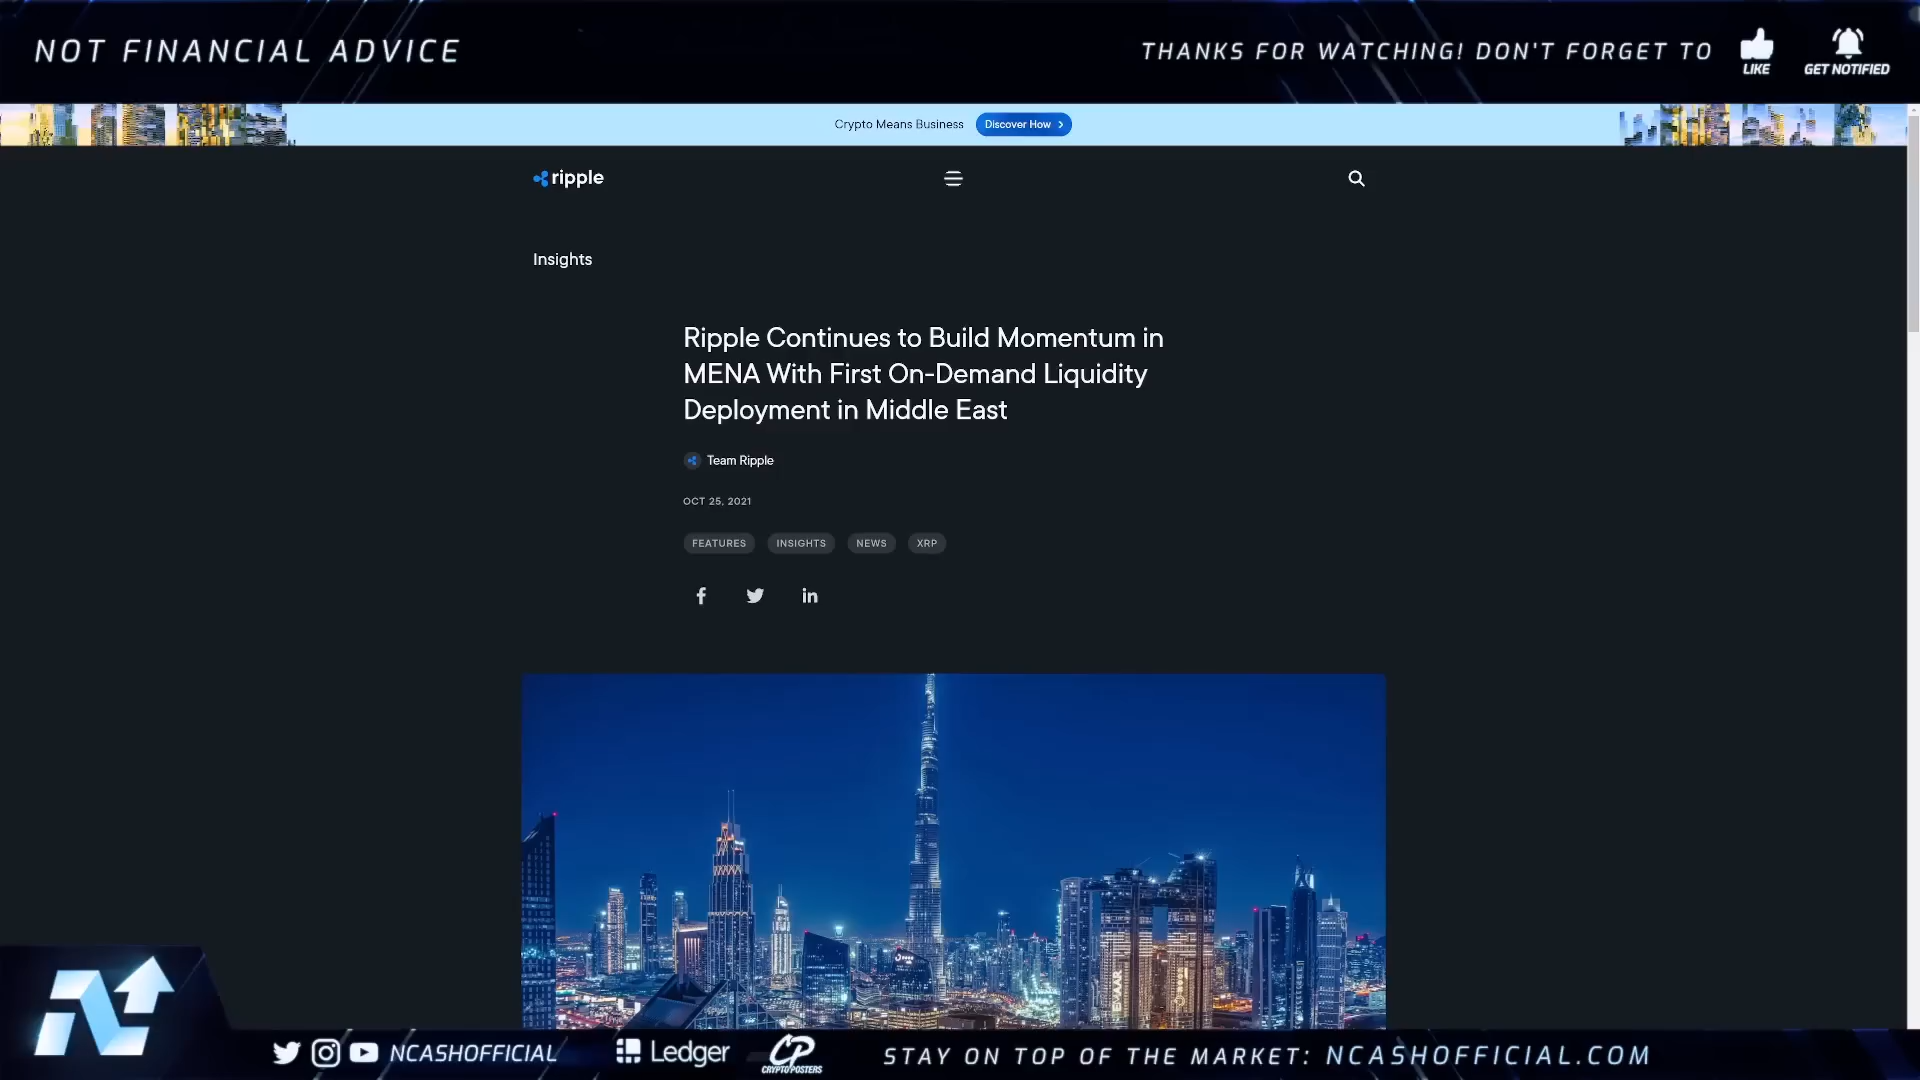 NOT FINANCIAL ADVICE
THANKS FOR WATCHING! DON'T FORGET TO
LIKE
GET NOTIFIED
Crypto Means Business
Discover How
ripple
Insights
Ripple Continues to Build Momentum in
MENA With First On-Demand Liquidity
Deployment in Middle East
Team Ripple
OCT 25, 2021
FEATURES INSIGHTS NEWS XRP
EMAAR
NCASHOFFICIAL
Ledger
CP
CRYPTOPOSTERS
STAY ON TOP OF THE MARKET: NCASHOFFICIAL.COM